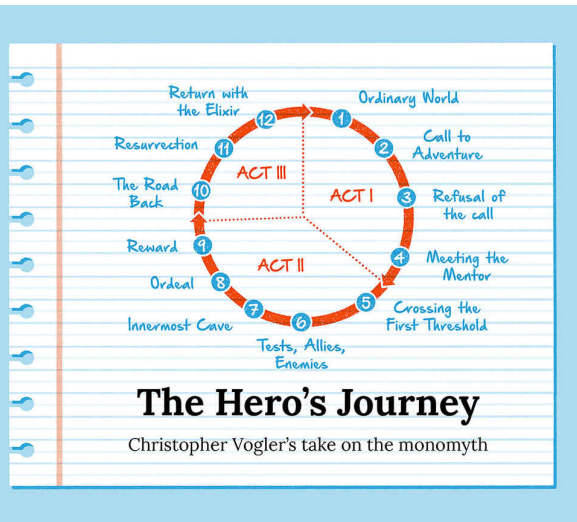 1
Ordinary World
2
Call to
Adventure
3
Refusal of
the call
4
Meeting the
Mentor
5
Crossing the
First Threshold
6
Tests, Allies,
Enemies
7
Innermost Cave
8
Ordeal
9
Reward
10
The Road
Back
11
Resurrection
12
Return with
the Elixir
ACT I
ACT II
ACT III
The Hero's Journey
Christopher Vogler's take on the monomyth